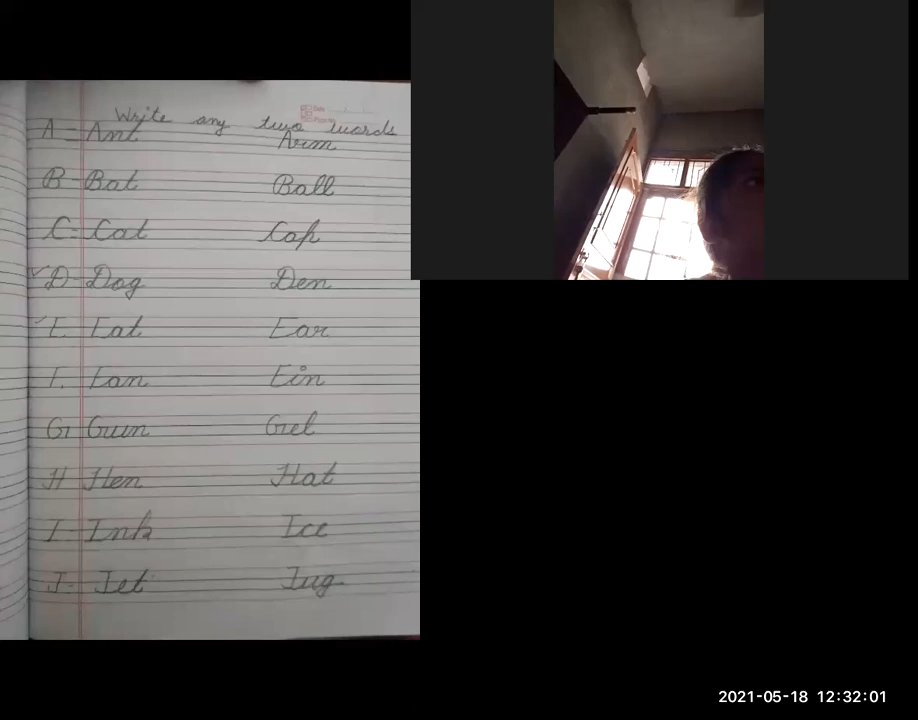 Write any two words
A - Ant Arm
B - Bat Ball
C - Cat Cap
D - Dog Den
E. Eat Ear
F. Fan Fin
G Gun Gel
H Hen Hat
I - Ink Ice
J - Jet Jug
2021-05-18 12:32:01